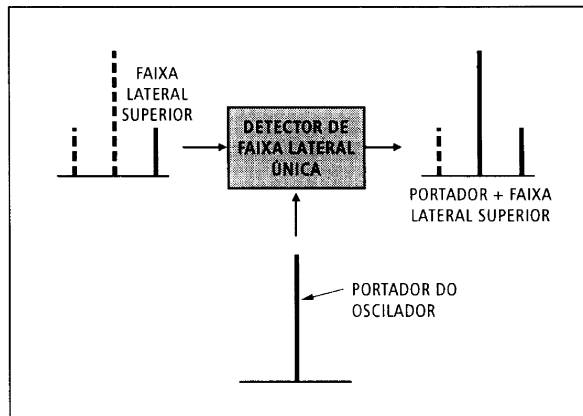 FAIXA
LATERAL
SUPERIOR
DETECTOR DE
FAIXA LATERAL
ÚNICA
PORTADOR + FAIXA
LATERAL SUPERIOR
PORTADOR DO
OSCILADOR